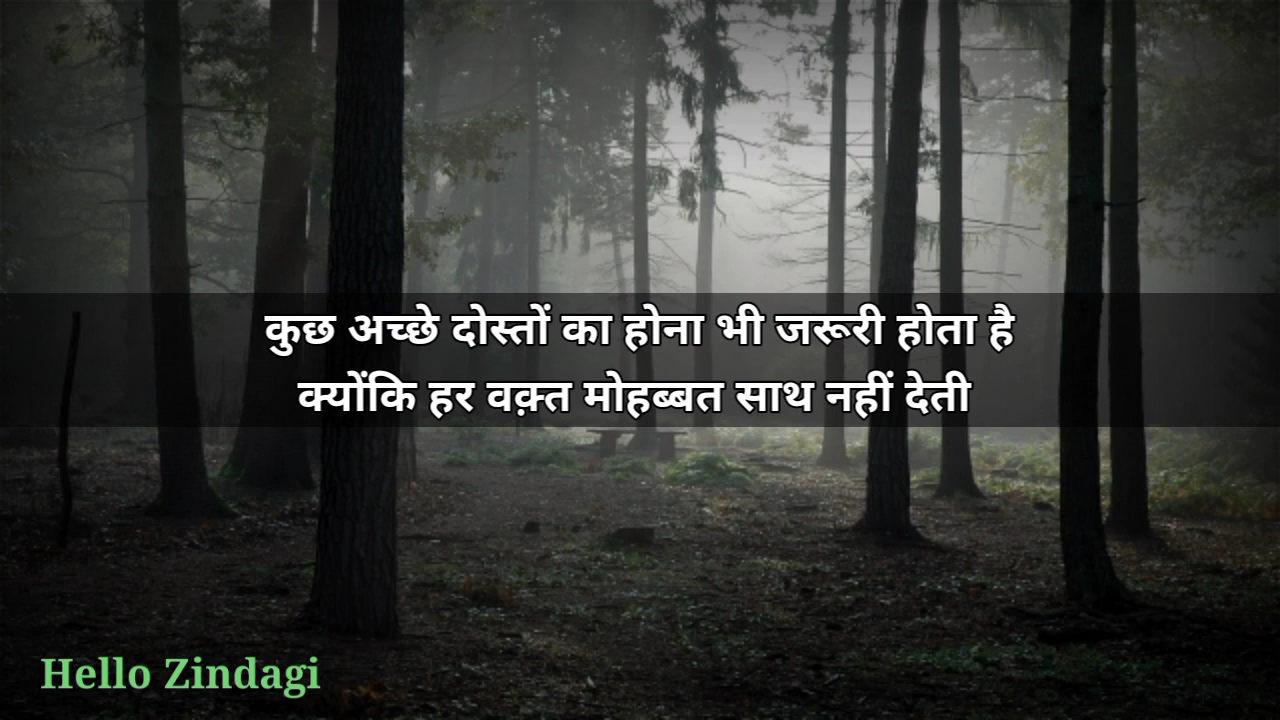 कुछ अच्छे दोस्तों का होना भी जरूरी होता है
क्योंकि हर वक़्त मोहब्बत साथ नहीं देती
Hello Zindagi